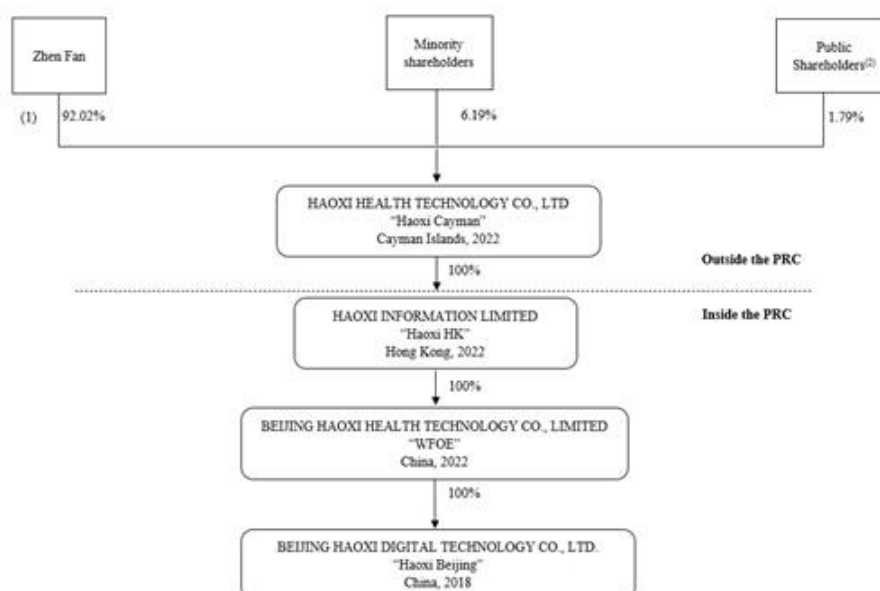 Zhen Fan
Minority
shareholders
Public
Shareholders(2)
(1)
92.02%
6.19%
1.79%
HAOXI HEALTH TECHNOLOGY CO., LTD
“Haoxi Cayman”
Cayman Islands, 2022
100%
Outside the PRC
Inside the PRC
HAOXI INFORMATION LIMITED
“Haoxi HK”
Hong Kong, 2022
100%
BEIJING HAOXI HEALTH TECHNOLOGY CO., LIMITED
“WFOE”
China, 2022
100%
BEIJING HAOXI DIGITAL TECHNOLOGY CO., LTD.
“Haoxi Beijing”
China, 2018